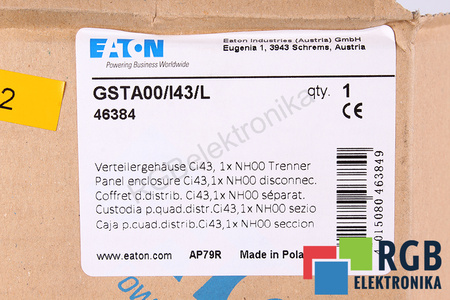 EATON
Powering Business Worldwide
Eaton Industries (Austria) GmbH
Eugenia 1, 3943 Schrems, Austria
GSTA00/I43/L
qty. 1
46384
CE
2
Verteilergehäuse Ci43, 1x NH00 Trenner
Panel enclosure Ci43,1x NH00 disconnec.
Coffret d.distrib. Ci43,1x NH00 séparat.
Custodia p.quad.distr.Ci43,1x NH00 sezio
Caja p.cuad.distrib.Ci43,1x NH00 seccion
4 015080 463849
www.eaton.com
AP79R
Made in Pola
RGBelektronika
RGB
ELEKTRONIKA